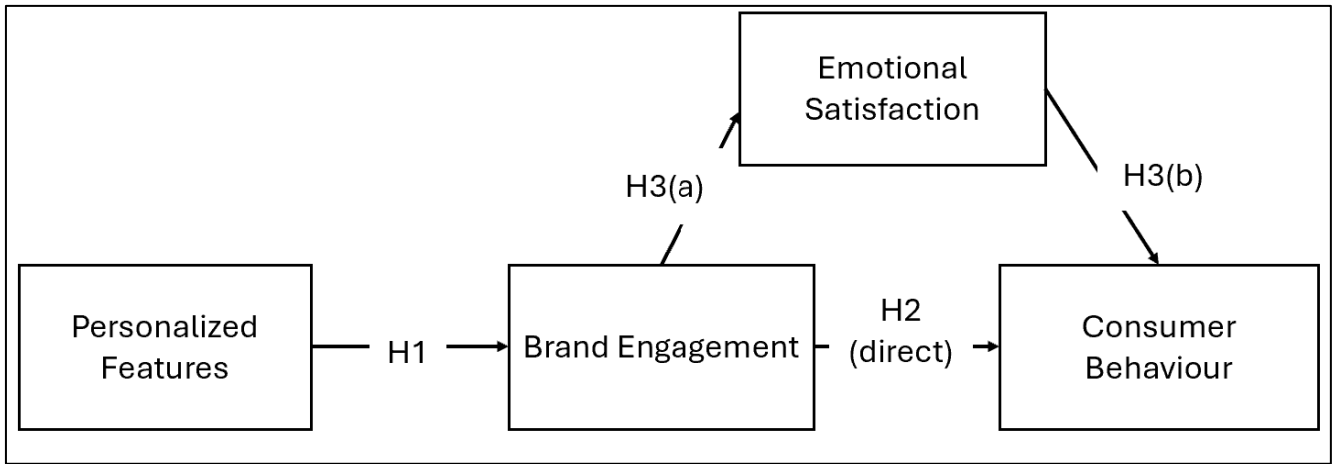 Emotional
Satisfaction
H3(a)
H3(b)
Personalized
Features
H1
Brand Engagement
H2
(direct)
Consumer
Behaviour